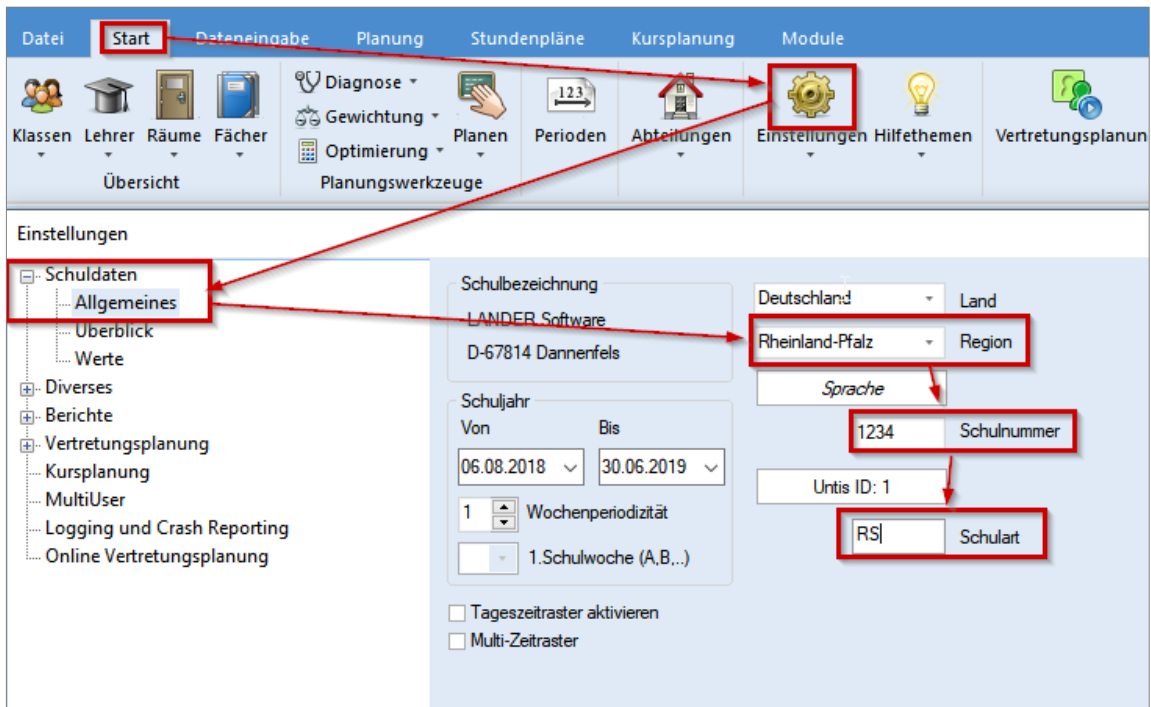 Datei Start Dateneingabe Planung Stundenpläne Kursplanung Module
Diagnose
123
Gewichtung
Klassen Lehrer Räume Fächer Planen Perioden Abteilungen Einstellungen Hilfethemen Vertretungsplanun
Optimierung
Übersicht Planungswerkzeuge
Einstellungen
Schuldaten
Allgemeines
Überblick
Werte
Diverses
Berichte
Vertretungsplanung
Kursplanung
MultiUser
Logging und Crash Reporting
Online Vertretungsplanung
Schulbezeichnung
LANDER Software
D-67814 Dannenfels
Schuljahr
Von Bis
06.08.2018 30.06.2019
1 Wochenperiodizität
1.Schulwoche (A,B,..)
Tageszeitraster aktivieren
Multi-Zeitraster
Deutschland Land
Rheinland-Pfalz Region
Sprache
1234 Schulnummer
Untis ID: 1
RS Schulart